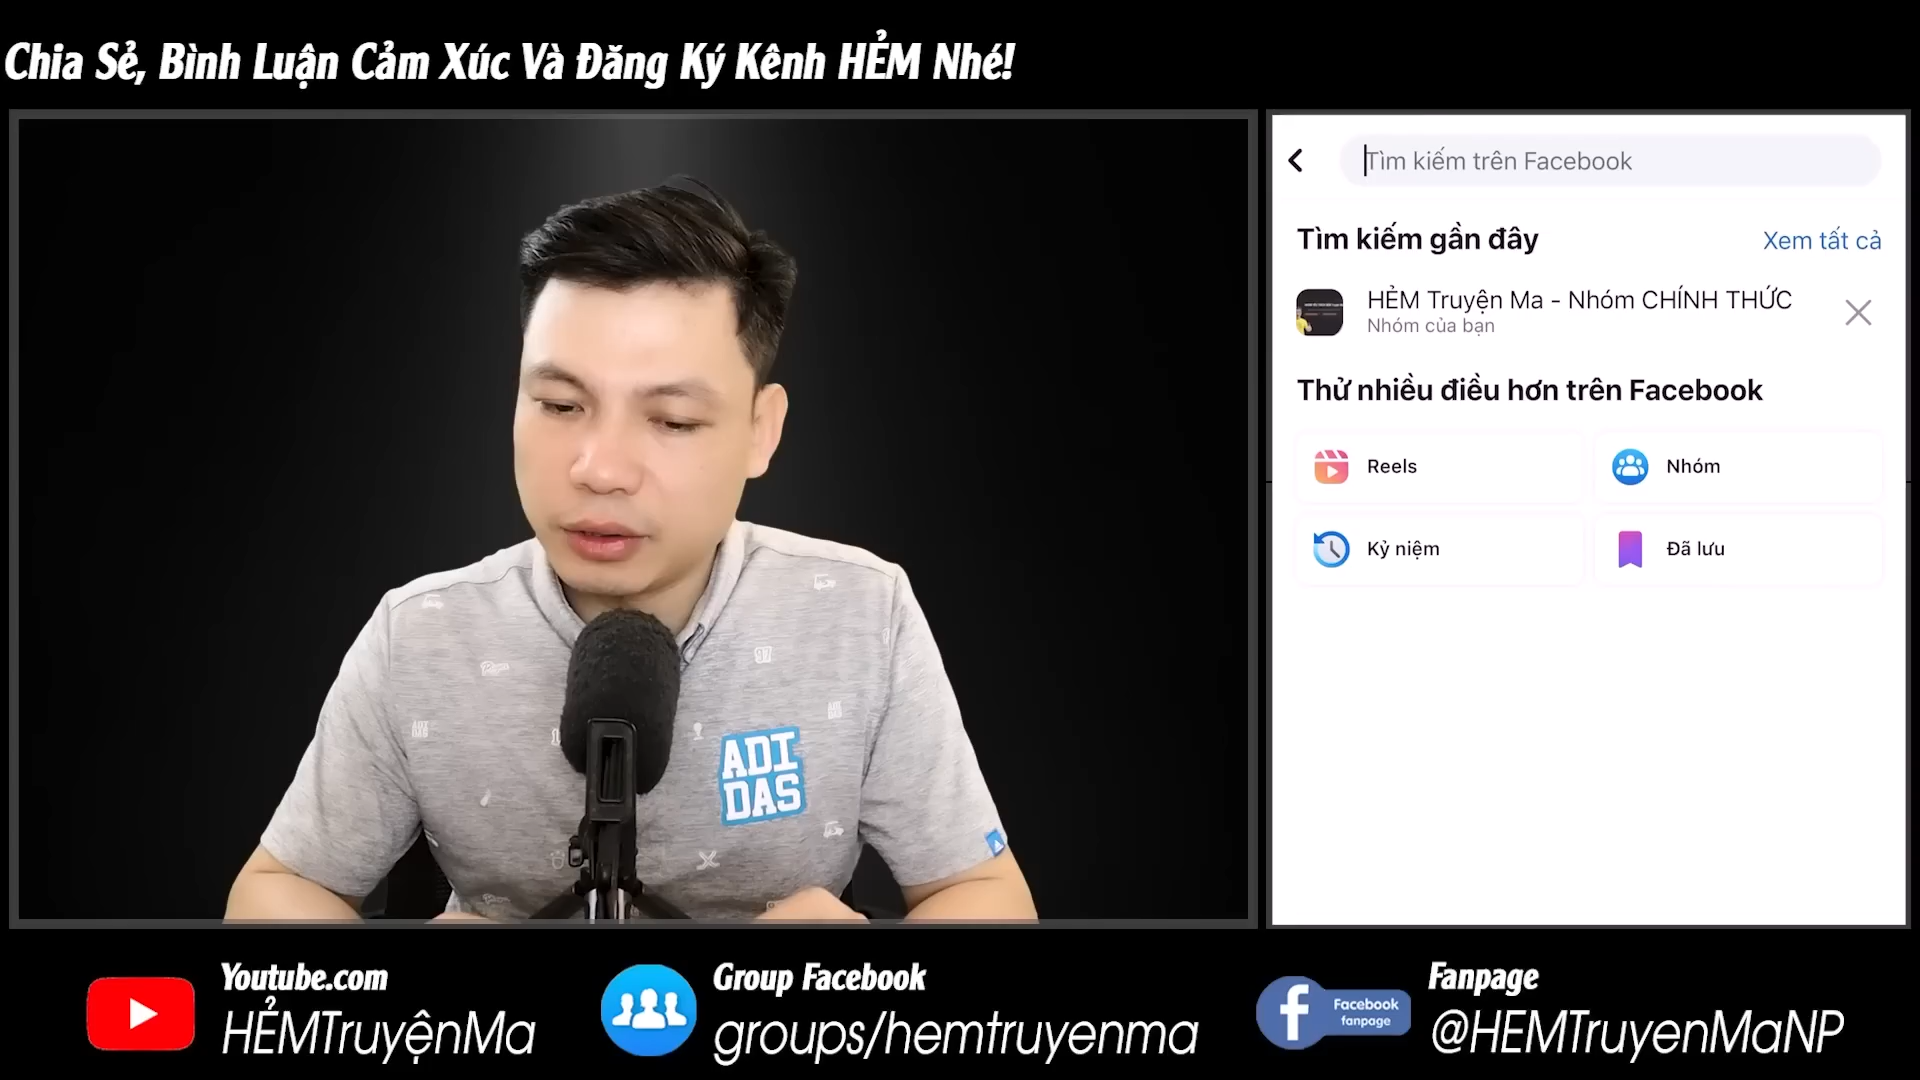 Chia Sẻ, Bình Luận Cảm Xúc Và Đăng Ký Kênh HẺM Nhé!
Tìm kiếm trên Facebook
Tìm kiếm gần đây
Xem tất cả
HẺM Truyện Ma - Nhóm CHÍNH THỨC
Nhóm của bạn
Thử nhiều điều hơn trên Facebook
Reels
Nhóm
Kỷ niệm
Đã lưu
97
ADI
DAS
Youtube.com
HẺMTruyệnMa
Group Facebook
groups/hemtruyenma
Facebook
fanpage
Fanpage
@HEMTruyenMaNP